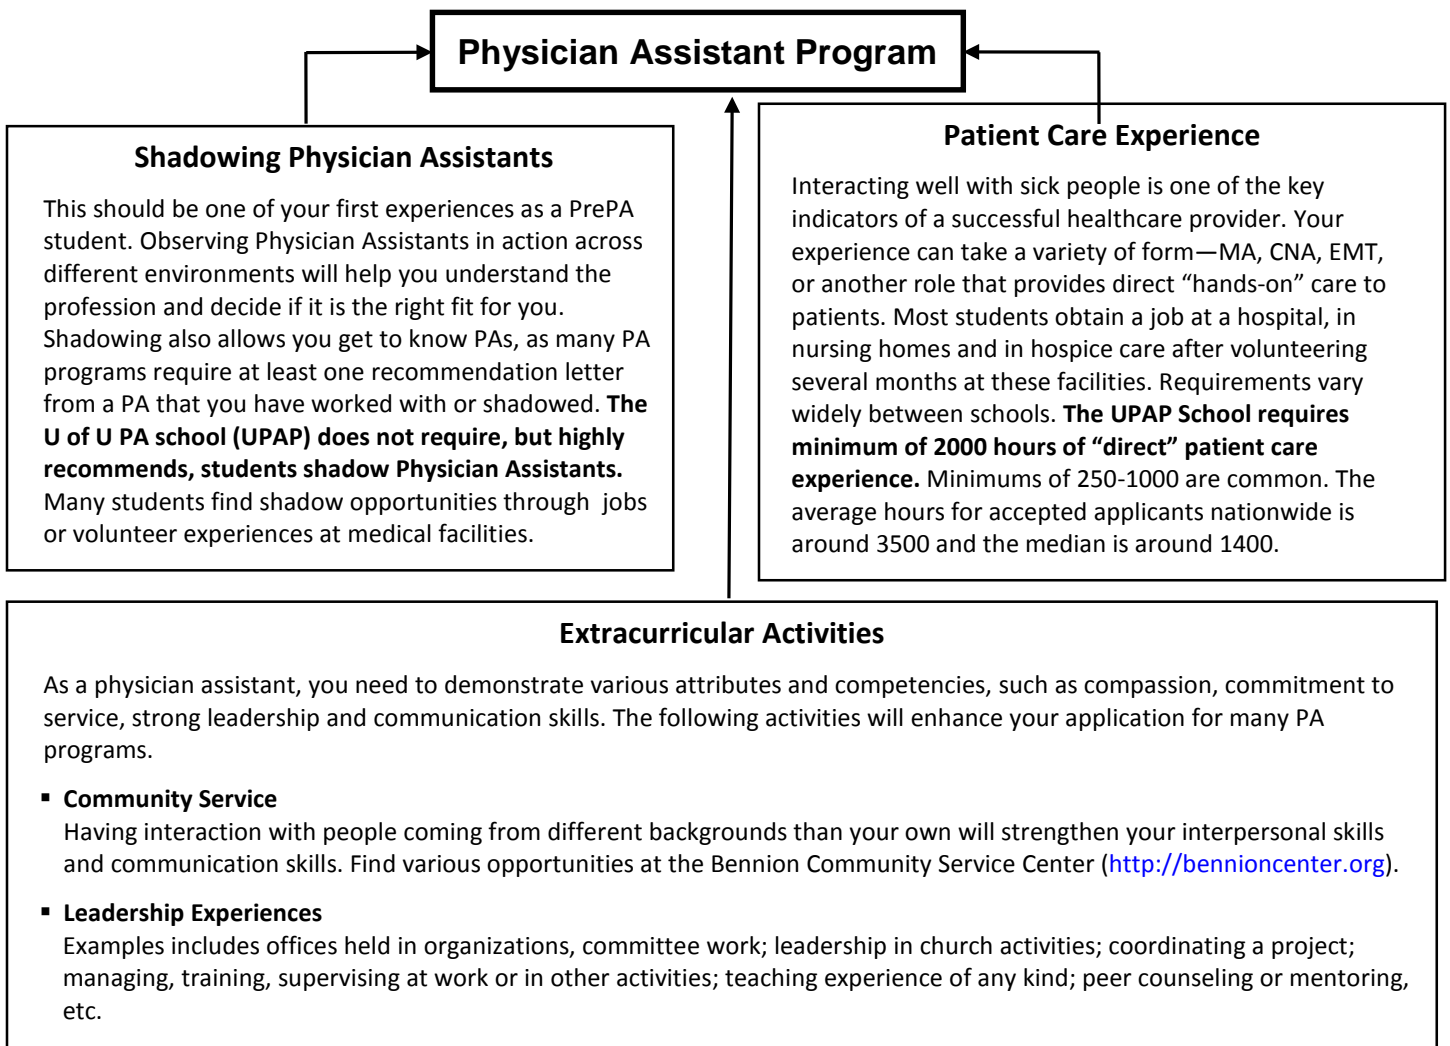 Physician Assistant Program
Shadowing Physician Assistants
This should be one of your first experiences as a PrePA
student. Observing Physician Assistants in action across
different environments will help you understand the
profession and decide if it is the right fit for you.
Shadowing also allows you get to know PAs, as many PA
programs require at least one recommendation letter
from a PA that you have worked with or shadowed. The
U of U PA school (UPAP) does not require, but highly
recommends, students shadow Physician Assistants.
Many students find shadow opportunities through jobs
or volunteer experiences at medical facilities.
Patient Care Experience
Interacting well with sick people is one of the key
indicators of a successful healthcare provider. Your
experience can take a variety of form—MA, CNA, EMT,
or another role that provides direct “hands-on” care to
patients. Most students obtain a job at a hospital, in
nursing homes and in hospice care after volunteering
several months at these facilities. Requirements vary
widely between schools. The UPAP School requires
minimum of 2000 hours of “direct” patient care
experience. Minimums of 250-1000 are common. The
average hours for accepted applicants nationwide is
around 3500 and the median is around 1400.
Extracurricular Activities
As a physician assistant, you need to demonstrate various attributes and competencies, such as compassion, commitment to
service, strong leadership and communication skills. The following activities will enhance your application for many PA
programs.
▪ Community Service
Having interaction with people coming from different backgrounds than your own will strengthen your interpersonal skills
and communication skills. Find various opportunities at the Bennion Community Service Center (http://bennioncenter.org).
▪ Leadership Experiences
Examples includes offices held in organizations, committee work; leadership in church activities; coordinating a project;
managing, training, supervising at work or in other activities; teaching experience of any kind; peer counseling or mentoring,
etc.